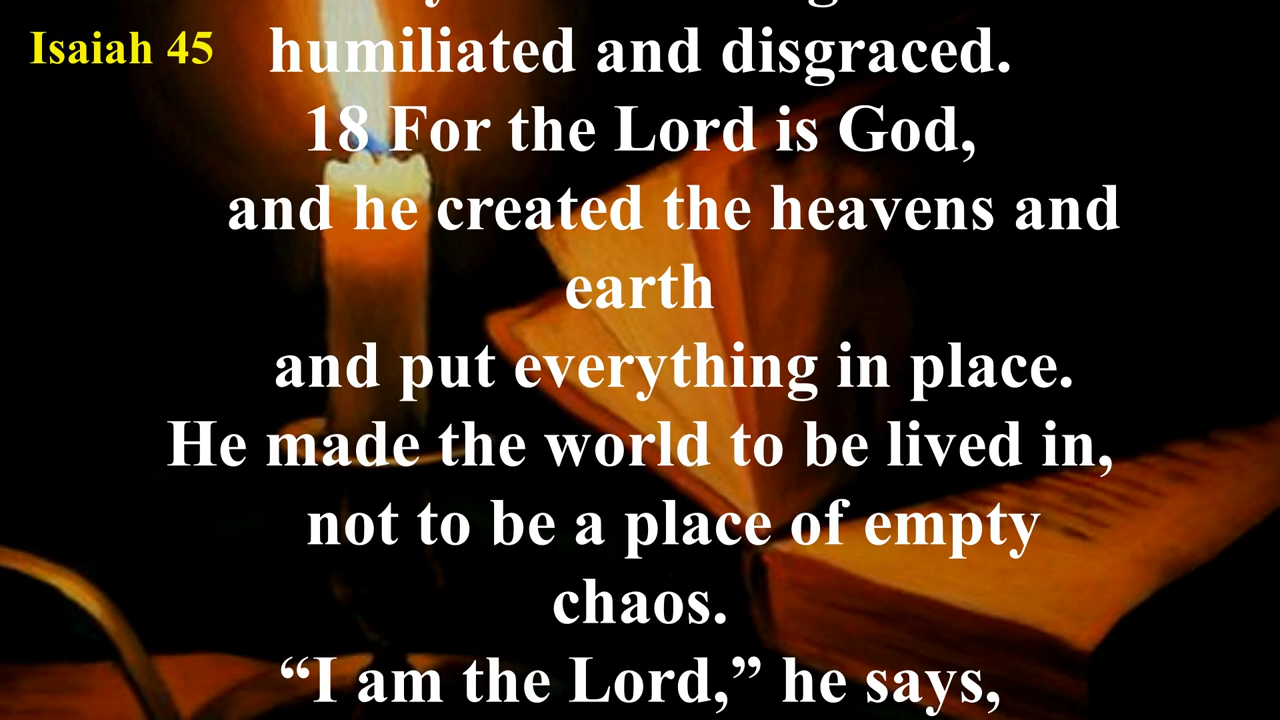 Isaiah 45
humiliated and disgraced.
18 For the Lord is God,
and he created the heavens and
earth
and put everything in place.
He made the world to be lived in,
not to be a place of empty
chaos.
“I am the Lord,” he says,